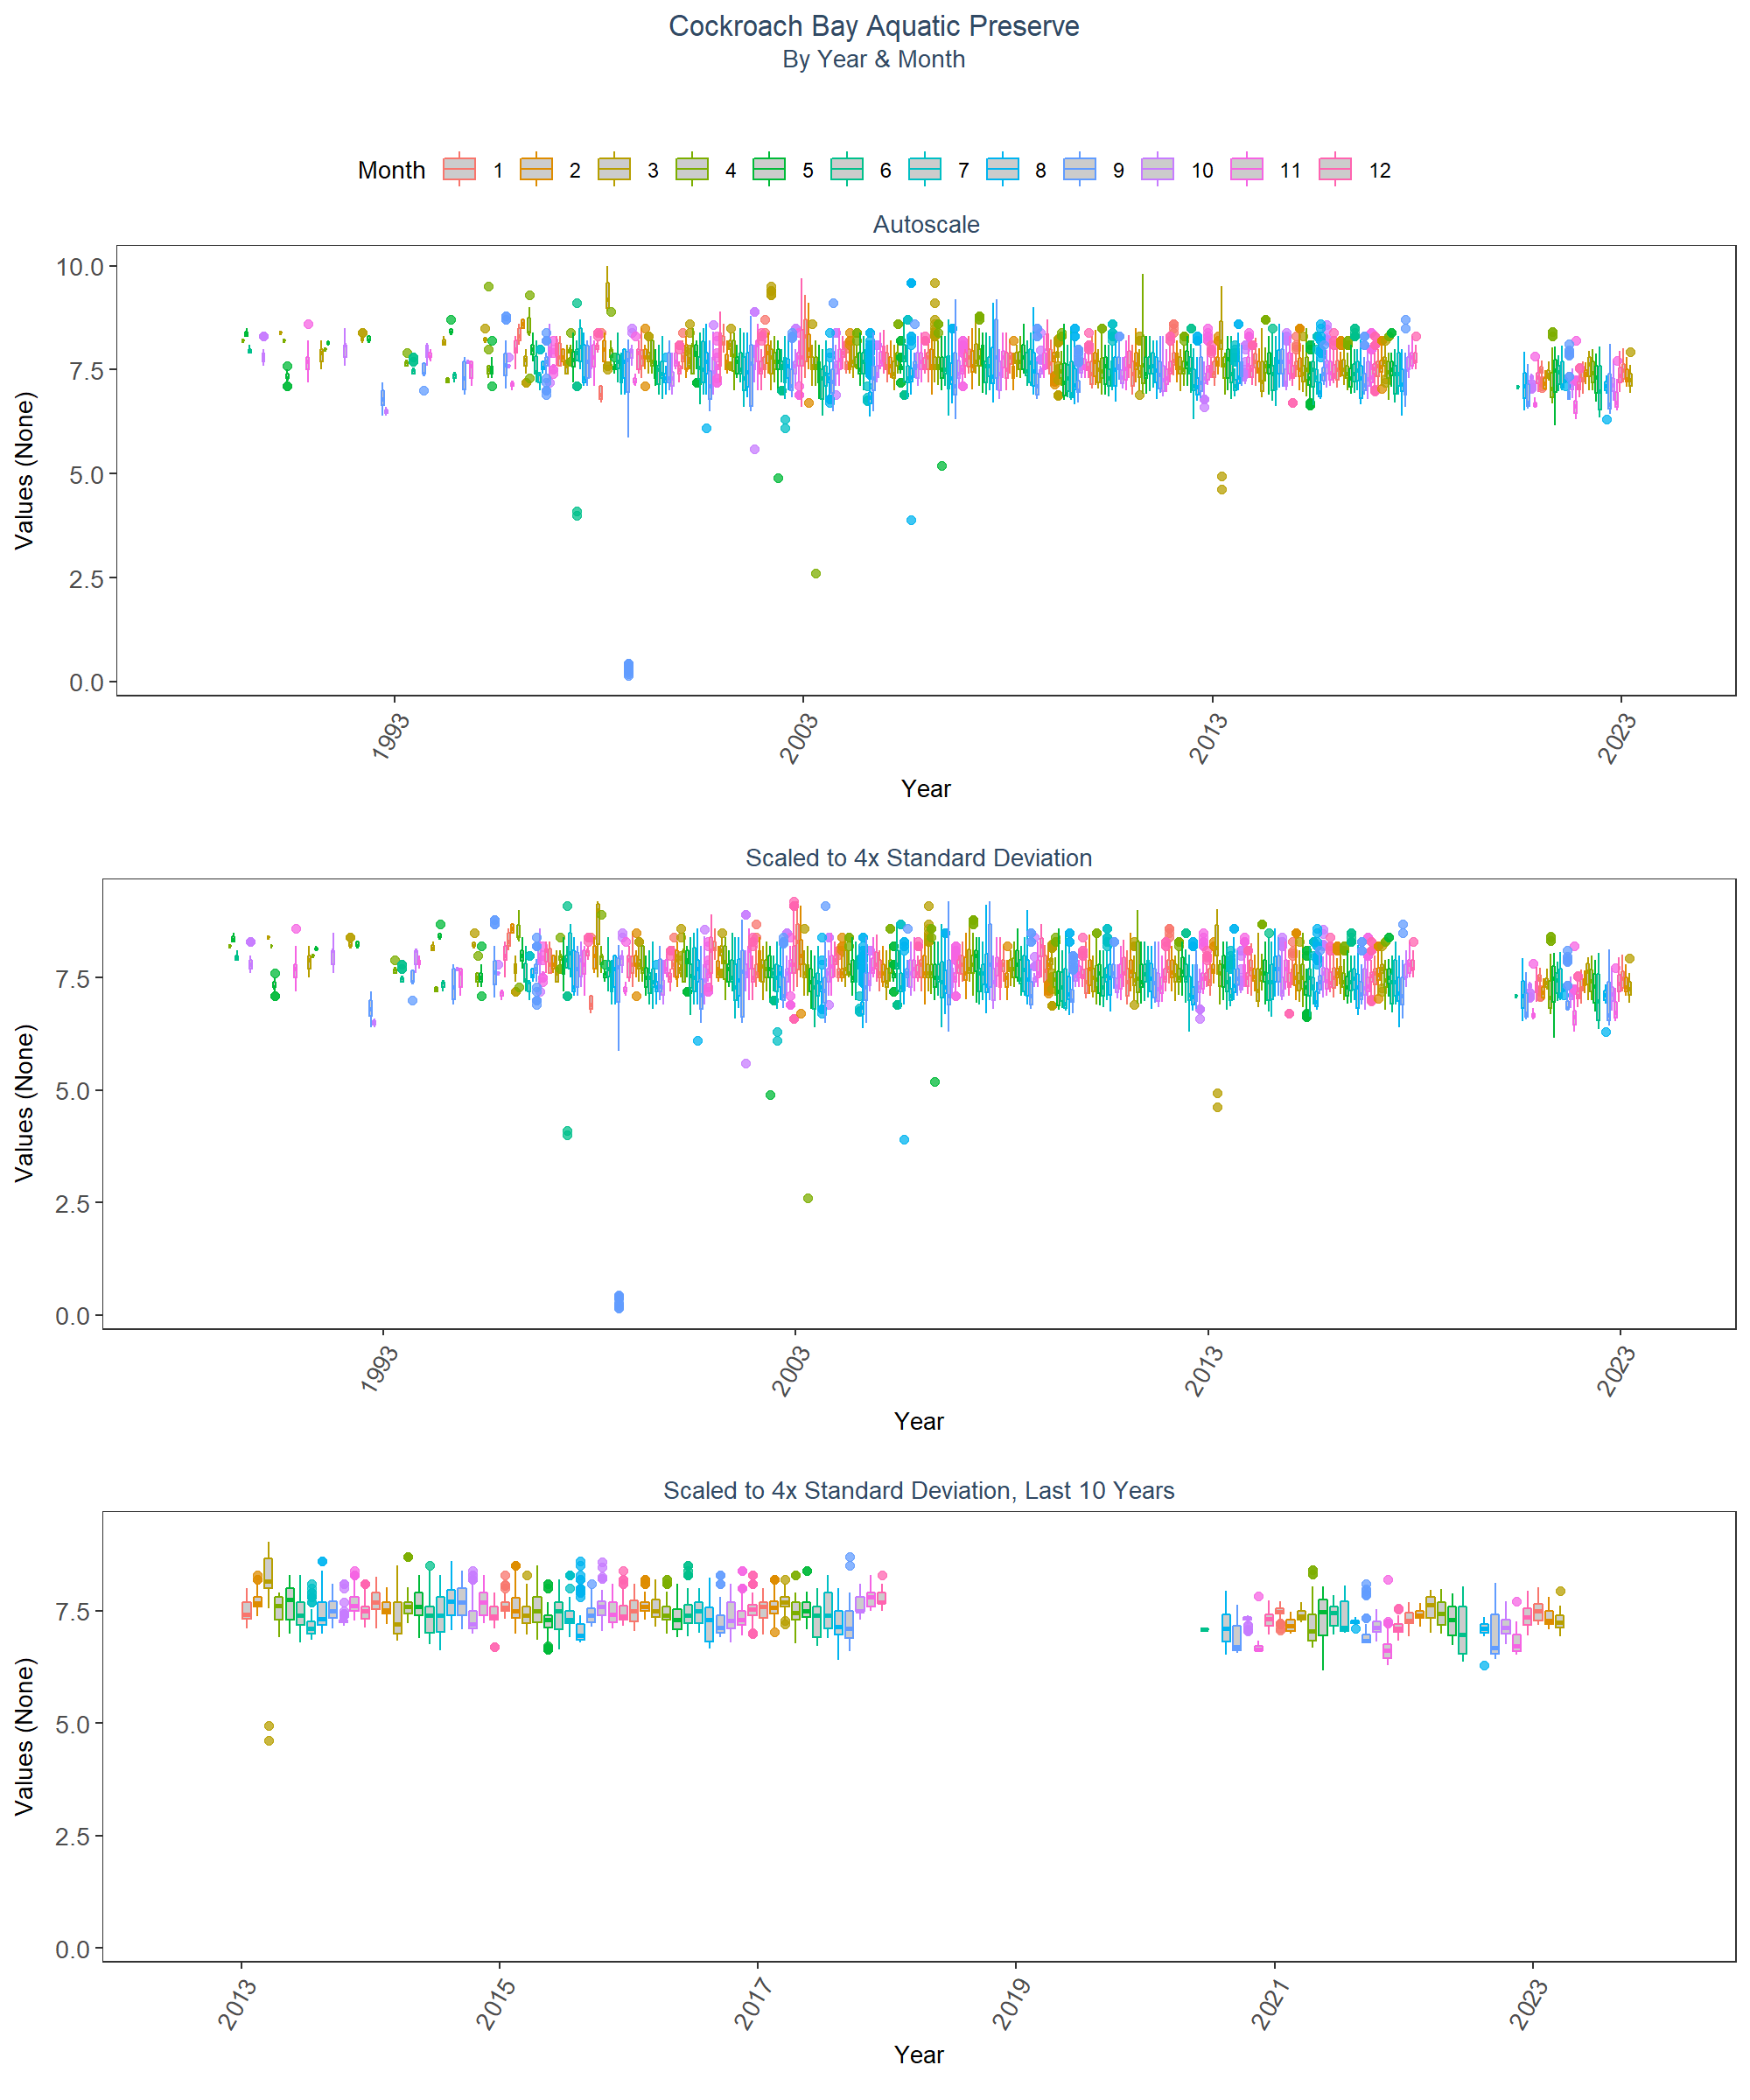 Cockroach Bay Aquatic Preserve
By Year & Month
Month 1 2 3 4 5 6 7 8 9 10 11 12
Autoscale
10.0
7.5
5.0
2.5
0.0
Values (None)
1993 2003 2013 2023
Year
Scaled to 4x Standard Deviation
7.5
5.0
2.5
0.0
Values (None)
1993 2003 2013 2023
Year
Scaled to 4x Standard Deviation, Last 10 Years
7.5
5.0
2.5
0.0
Values (None)
2013 2015 2017 2019 2021 2023
Year